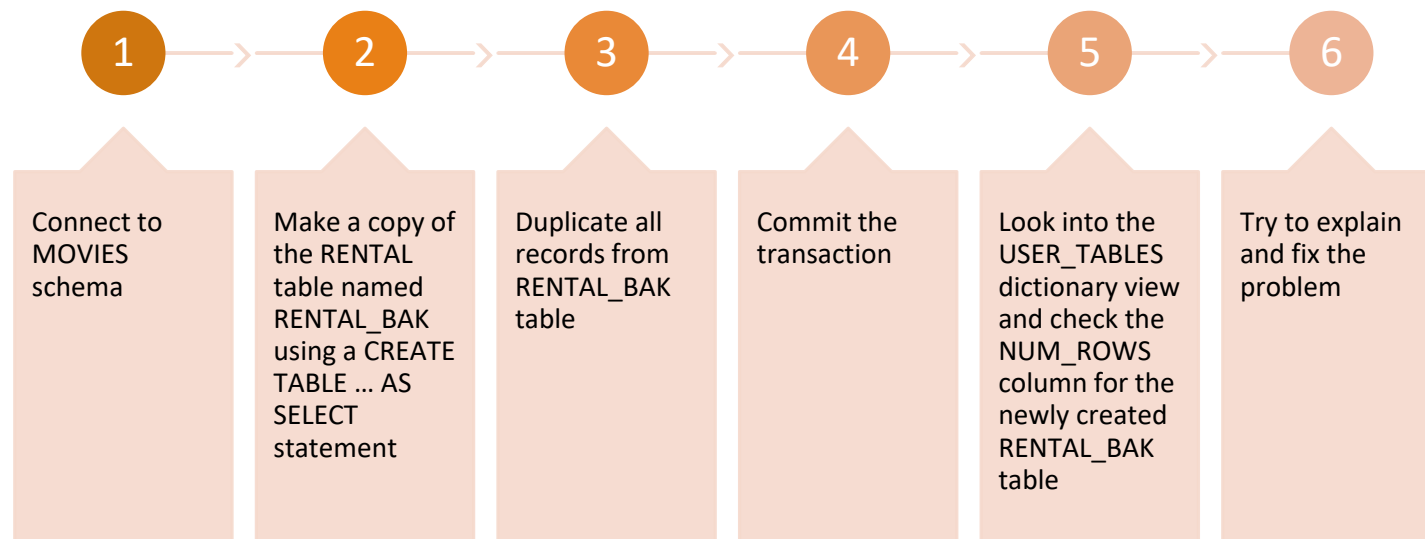 1
2
3
4
5
6
Connect to
MOVIES
schema
Make a copy of
the RENTAL
table named
RENTAL_BAK
using a CREATE
TABLE … AS
SELECT
statement
Duplicate all
records from
RENTAL_BAK
table
Commit the
transaction
Look into the
USER_TABLES
dictionary view
and check the
NUM_ROWS
column for the
newly created
RENTAL_BAK
table
Try to explain
and fix the
problem